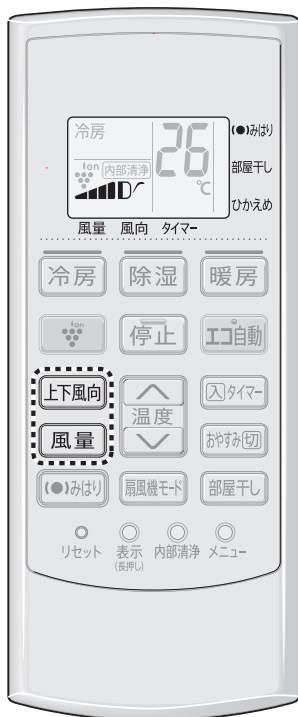 冷房 26 ℃ (●)みはり
Ion 内部清浄 部屋干し
ひかえめ
風量 風向 タイマー
冷房 除湿 暖房
Ion 停止 エコ自動
上下風向 温度 入タイマー
風量 おやすみ切
(●)みはり 扇風機モード 部屋干し
リセット 表示 内部清浄 メニュー
(長押し)